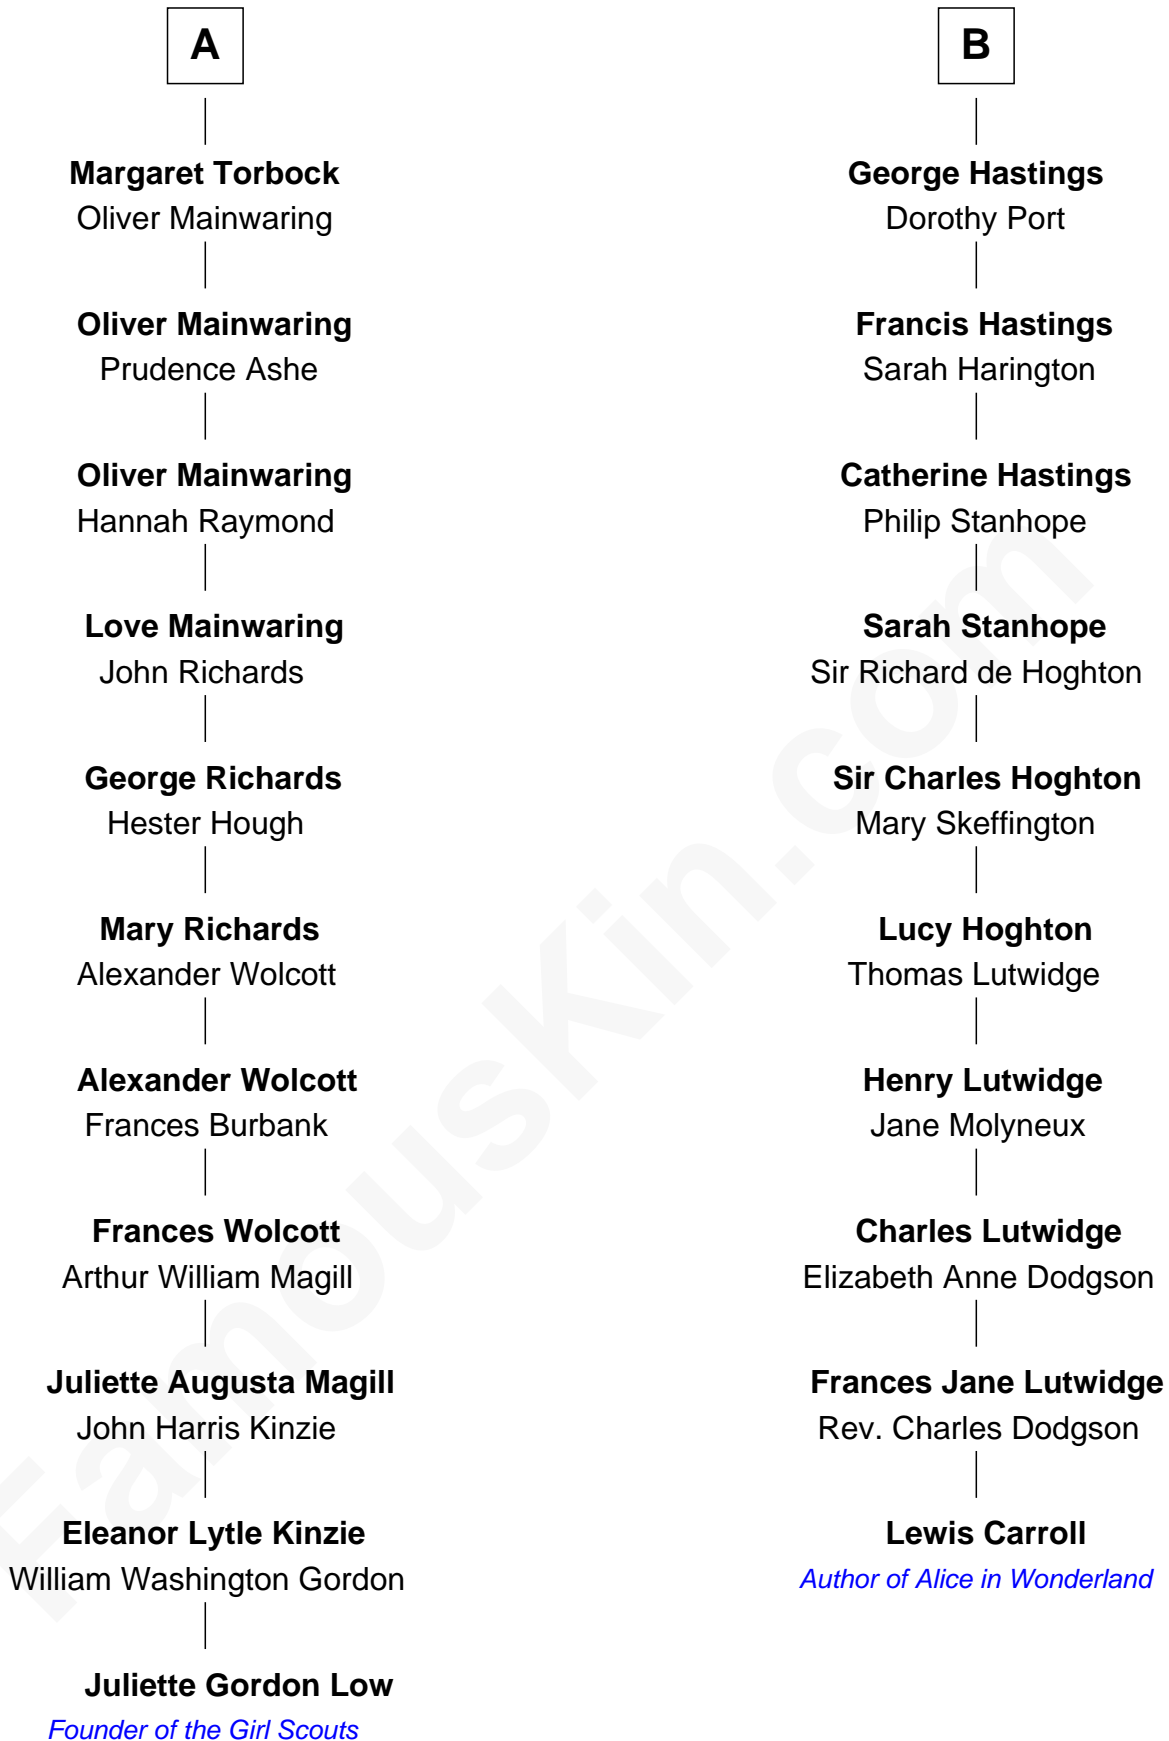 A
Margaret Torbock
Oliver Mainwaring
Oliver Mainwaring
Prudence Ashe
Oliver Mainwaring
Hannah Raymond
Love Mainwaring
John Richards
George Richards
Hester Hough
Mary Richards
Alexander Wolcott
Alexander Wolcott
Frances Burbank
Frances Wolcott
Arthur William Magill
Juliette Augusta Magill
John Harris Kinzie
Eleanor Lytle Kinzie
William Washington Gordon
Juliette Gordon Low
Founder of the Girl Scouts
B
George Hastings
Dorothy Port
Francis Hastings
Sarah Harington
Catherine Hastings
Philip Stanhope
Sarah Stanhope
Sir Richard de Hoghton
Sir Charles Hoghton
Mary Skeffington
Lucy Hoghton
Thomas Lutwidge
Henry Lutwidge
Jane Molyneux
Charles Lutwidge
Elizabeth Anne Dodgson
Frances Jane Lutwidge
Rev. Charles Dodgson
Lewis Carroll
Author of Alice in Wonderland
FamousKin.com